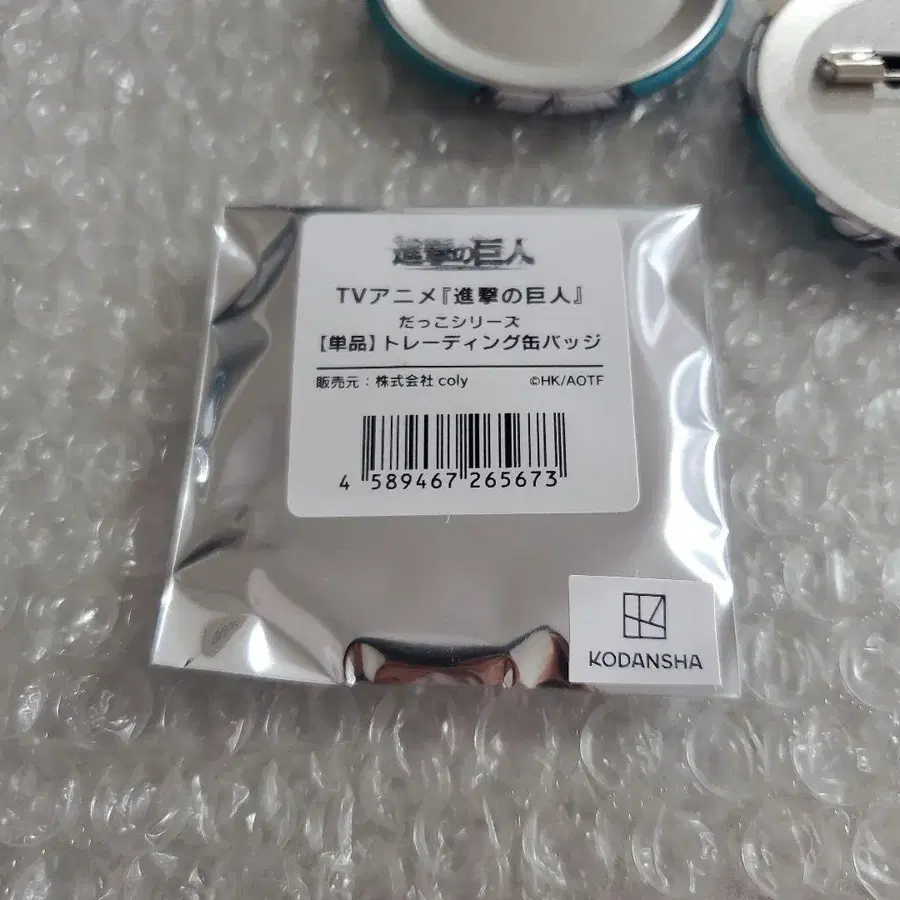 進撃の巨人
TVアニメ『進撃の巨人』
だっこシリーズ
【単品】トレーディング缶バッジ
販売元：株式会社 coly ©HK/AOTF
4 589467 265673
KODANSHA